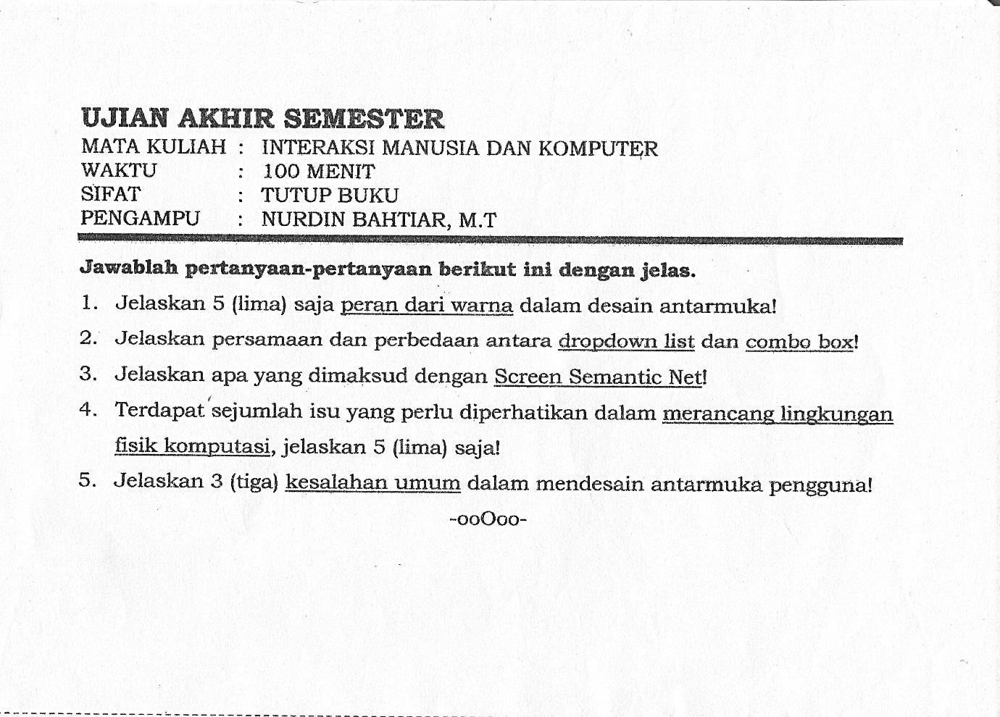 UJIAN AKHIR SEMESTER
MATA KULIAH : INTERAKSI MANUSIA DAN KOMPUTER
WAKTU : 100 MENIT
SIFAT : TUTUP BUKU
PENGAMPU : NURDIN BAHTIAR, M.T
Jawablah pertanyaan-pertanyaan berikut ini dengan jelas.
1. Jelaskan 5 (lima) saja peran dari warna dalam desain antarmuka!
2. Jelaskan persamaan dan perbedaan antara dropdown list dan combo box!
3. Jelaskan apa yang dimaksud dengan Screen Semantic Net!
4. Terdapat sejumlah isu yang perlu diperhatikan dalam merancang lingkungan
fisik komputasi, jelaskan 5 (lima) saja!
5. Jelaskan 3 (tiga) kesalahan umum dalam mendesain antarmuka pengguna!
-ooOoo-